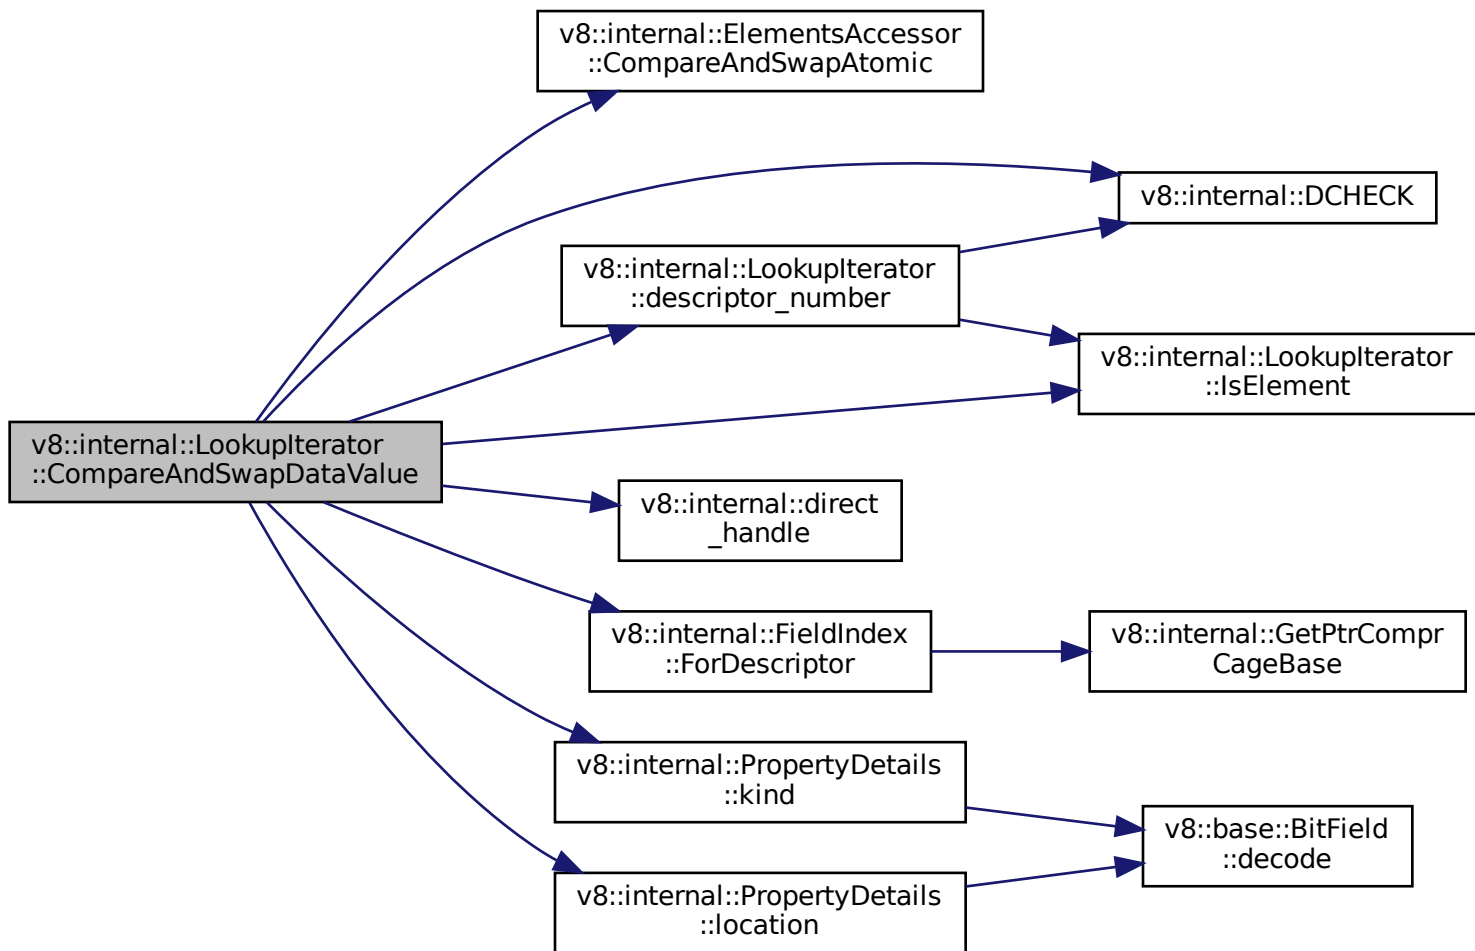 v8::internal::ElementsAccessor
::CompareAndSwapAtomic
v8::internal::DCHECK
v8::internal::LookupIterator
::descriptor_number
v8::internal::LookupIterator
::IsElement
v8::internal::LookupIterator
::CompareAndSwapDataValue
v8::internal::direct
_handle
v8::internal::FieldIndex
::ForDescriptor
v8::internal::GetPtrCompr
CageBase
v8::internal::PropertyDetails
::kind
v8::base::BitField
::decode
v8::internal::PropertyDetails
::location